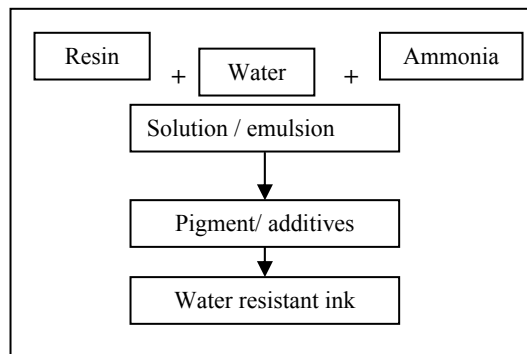 Resin + Water + Ammonia
Solution / emulsion
Pigment/ additives
Water resistant ink